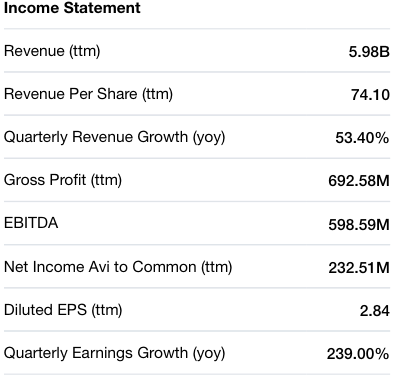 Income Statement
Revenue (ttm) 5.98B
Revenue Per Share (ttm) 74.10
Quarterly Revenue Growth (yoy) 53.40%
Gross Profit (ttm) 692.58M
EBITDA 598.59M
Net Income Avi to Common (ttm) 232.51M
Diluted EPS (ttm) 2.84
Quarterly Earnings Growth (yoy) 239.00%